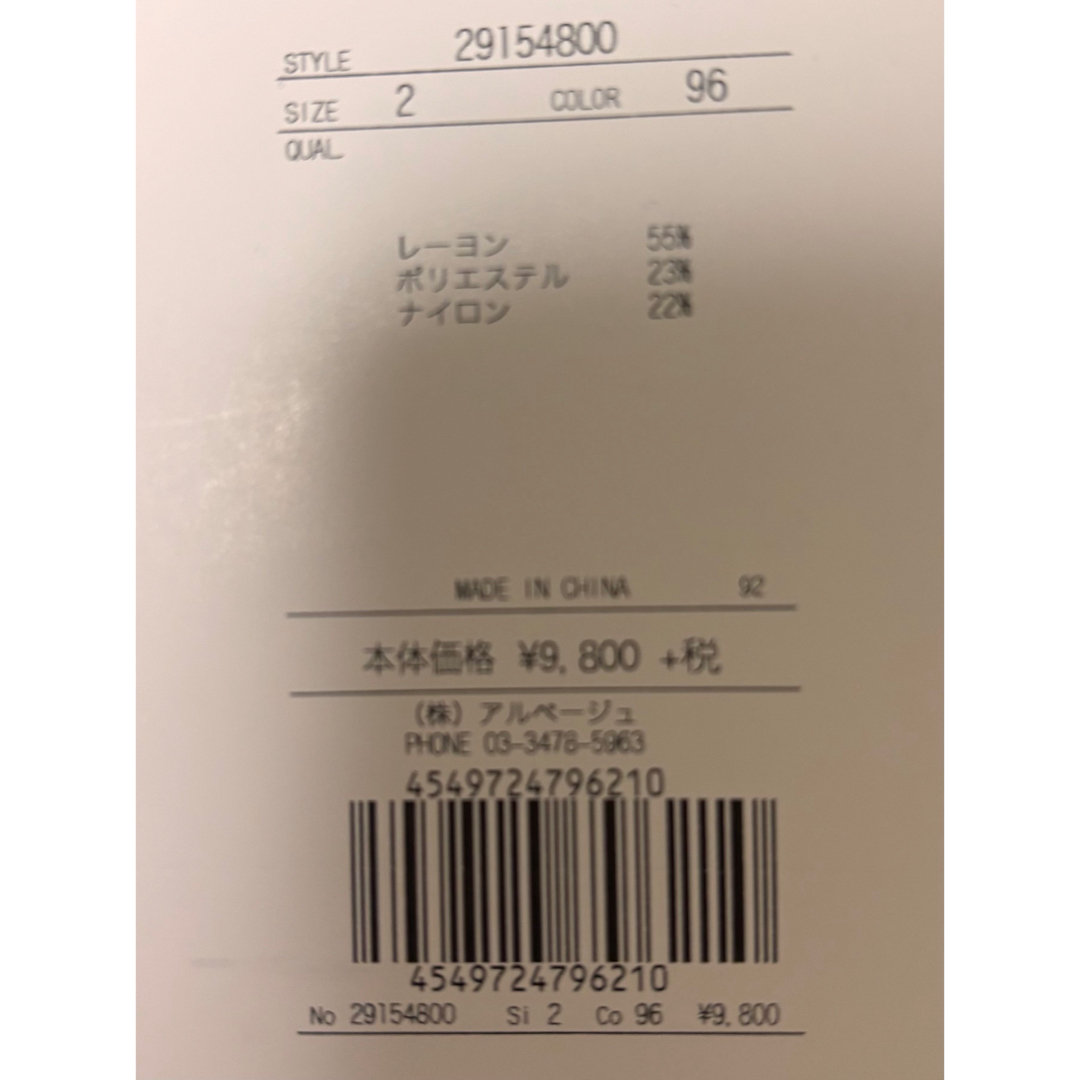 STYLE 29154800
SIZE 2 COLOR 96
QUAL
レーヨン 55%
ポリエステル 23%
ナイロン 22%
MADE IN CHINA 92
本体価格 ¥9,800 +税
(株) アルページュ
PHONE 03-3478-5963
4549724796210
4549724796210
No 29154800 Si 2 Co 96 ¥9,800